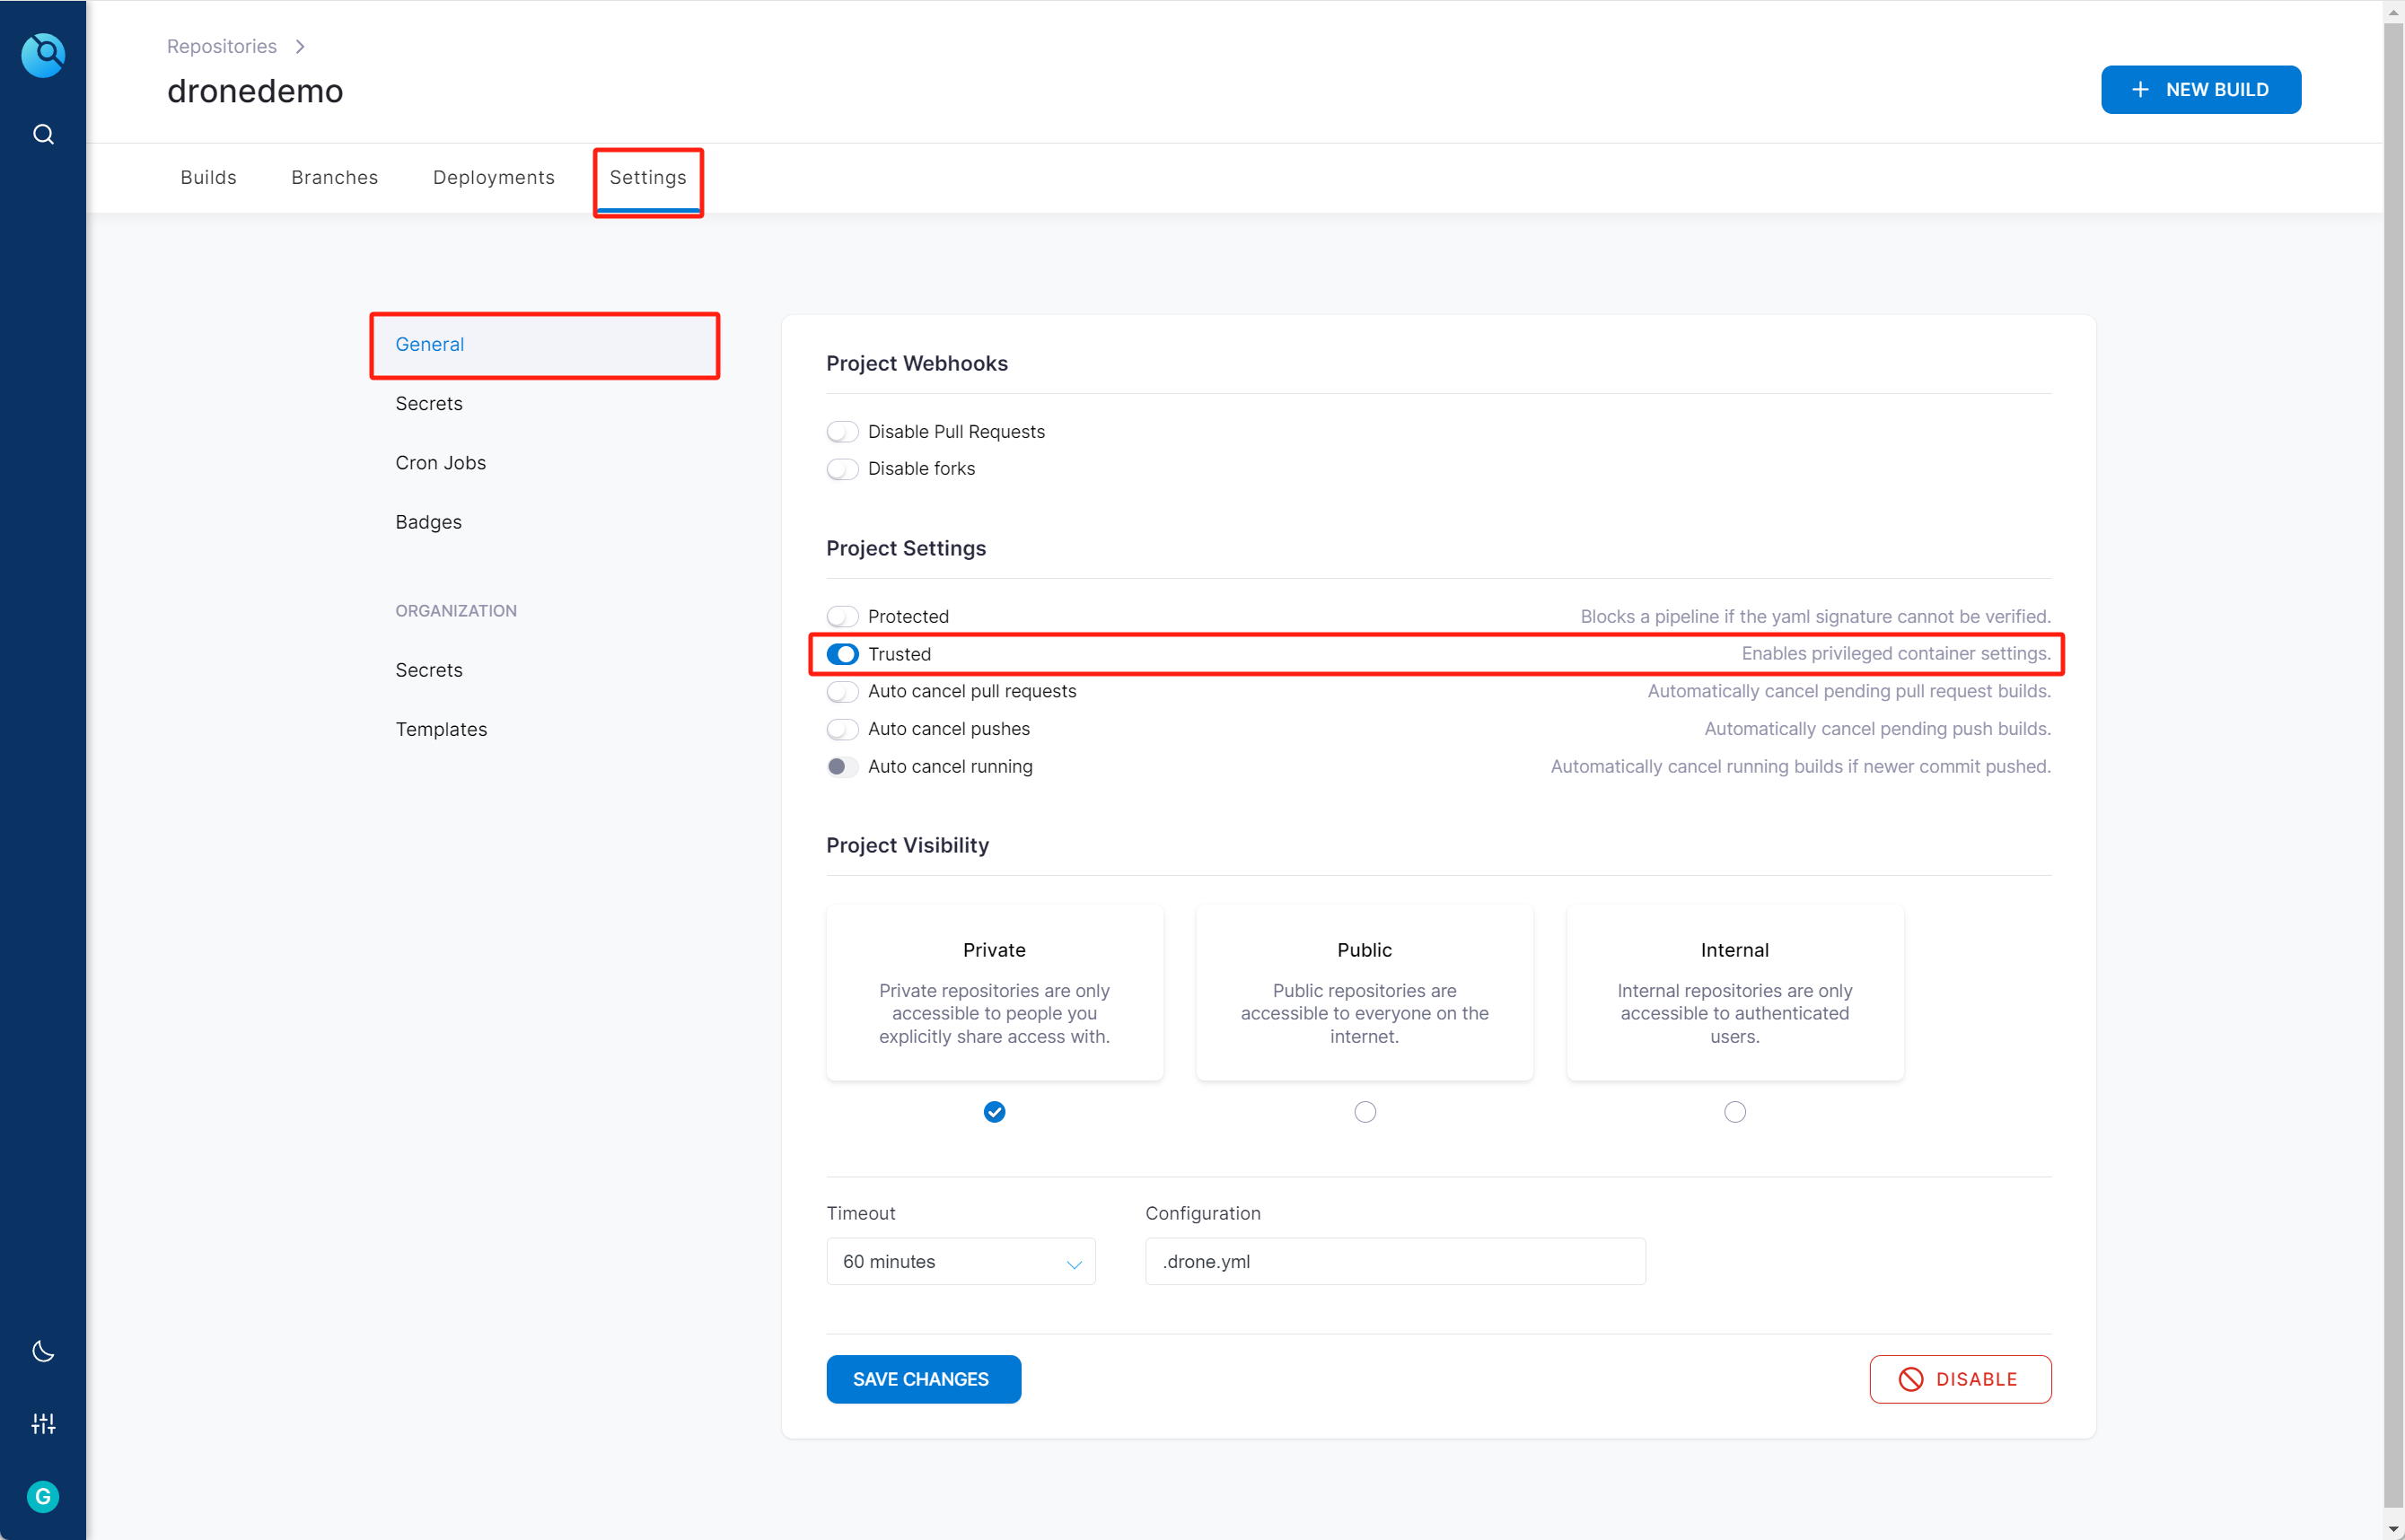 Repositories
dronedemo
NEW BUILD
Builds
Branches
Deployments
Settings
General
Secrets
Cron Jobs
Badges
ORGANIZATION
Secrets
Templates
Project Webhooks
Disable Pull Requests
Disable forks
Project Settings
Protected
Blocks a pipeline if the yaml signature cannot be verified.
Trusted
Enables privileged container settings.
Auto cancel pull requests
Automatically cancel pending pull request builds.
Auto cancel pushes
Automatically cancel pending push builds.
Auto cancel running
Automatically cancel running builds if newer commit pushed.
Project Visibility
Private
Private repositories are only
accessible to people you
explicitly share access with.
Public
Public repositories are
accessible to everyone on the
internet.
Internal
Internal repositories are only
accessible to authenticated
users.
Timeout
60 minutes
Configuration
.drone.yml
SAVE CHANGES
DISABLE
G